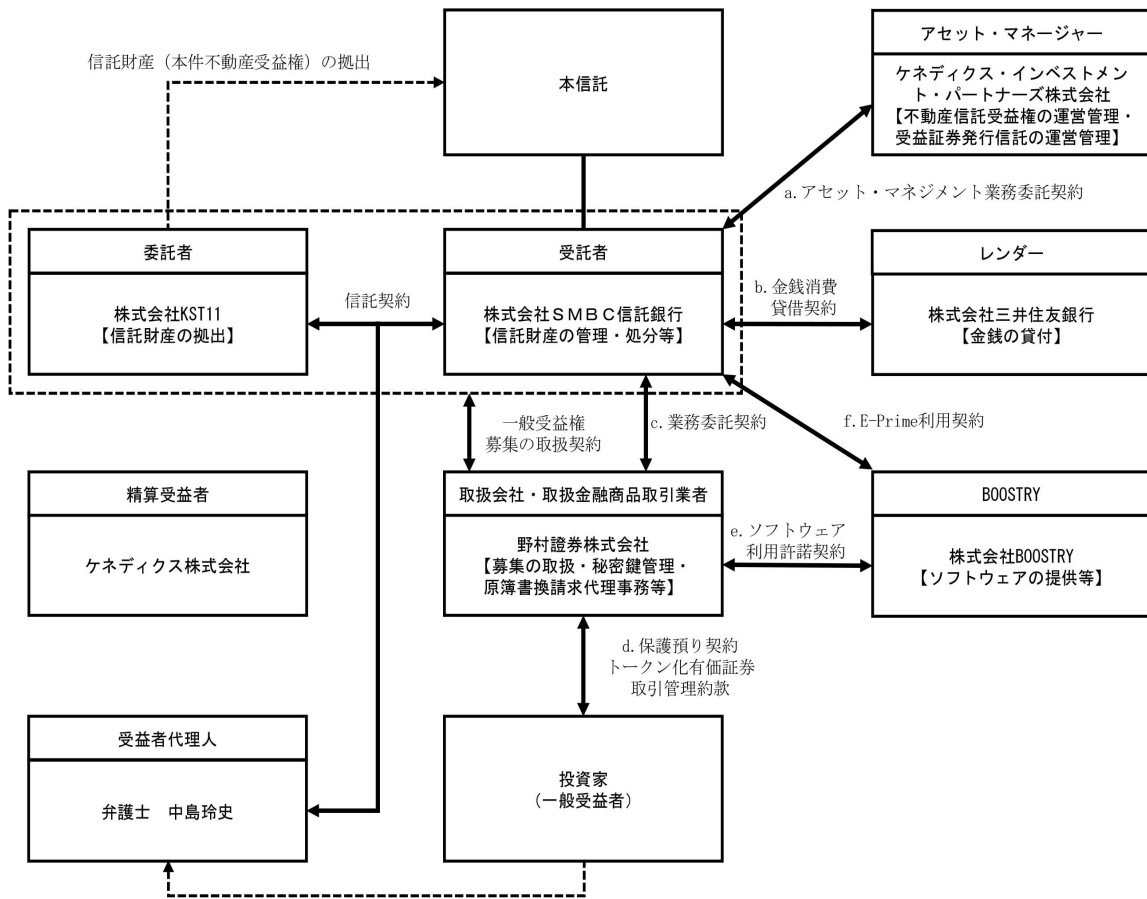 信託財産（本件不動産受益権）の拠出
本信託
アセット・マネージャー
ケネディクス・インベストメン
ト・パートナーズ株式会社
【不動産信託受益権の運営管理・
受益証券発行信託の運営管理】
a.アセット・マネジメント業務委託契約
委託者
株式会社KST11
【信託財産の拠出】
信託契約
受託者
株式会社ＳＭＢＣ信託銀行
【信託財産の管理・処分等】
b.金銭消費
貸借契約
レンダー
株式会社三井住友銀行
【金銭の貸付】
一般受益権
募集の取扱契約
c.業務委託契約
f.E-Prime利用契約
精算受益者
ケネディクス株式会社
取扱会社・取扱金融商品取引業者
野村證券株式会社
【募集の取扱・秘密鍵管理・
原簿書換請求代理事務等】
e.ソフトウェア
利用許諾契約
BOOSTRY
株式会社BOOSTRY
【ソフトウェアの提供等】
d.保護預り契約
トークン化有価証券
取引管理約款
受益者代理人
弁護士　中島玲史
投資家
（一般受益者）